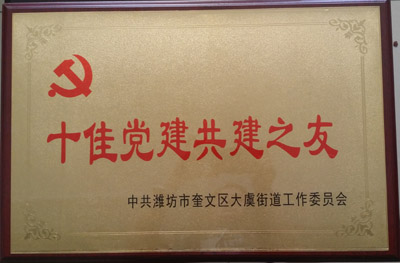 十佳党建共建之友
中共潍坊市奎文区大虞街道工作委员会